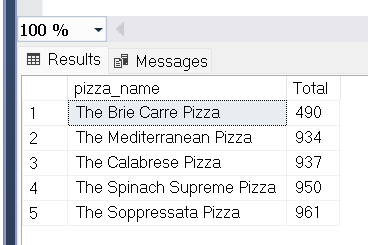 100 %
Results Messages
pizza_name Total
1 The Brie Carre Pizza 490
2 The Mediterranean Pizza 934
3 The Calabrese Pizza 937
4 The Spinach Supreme Pizza 950
5 The Soppressata Pizza 961